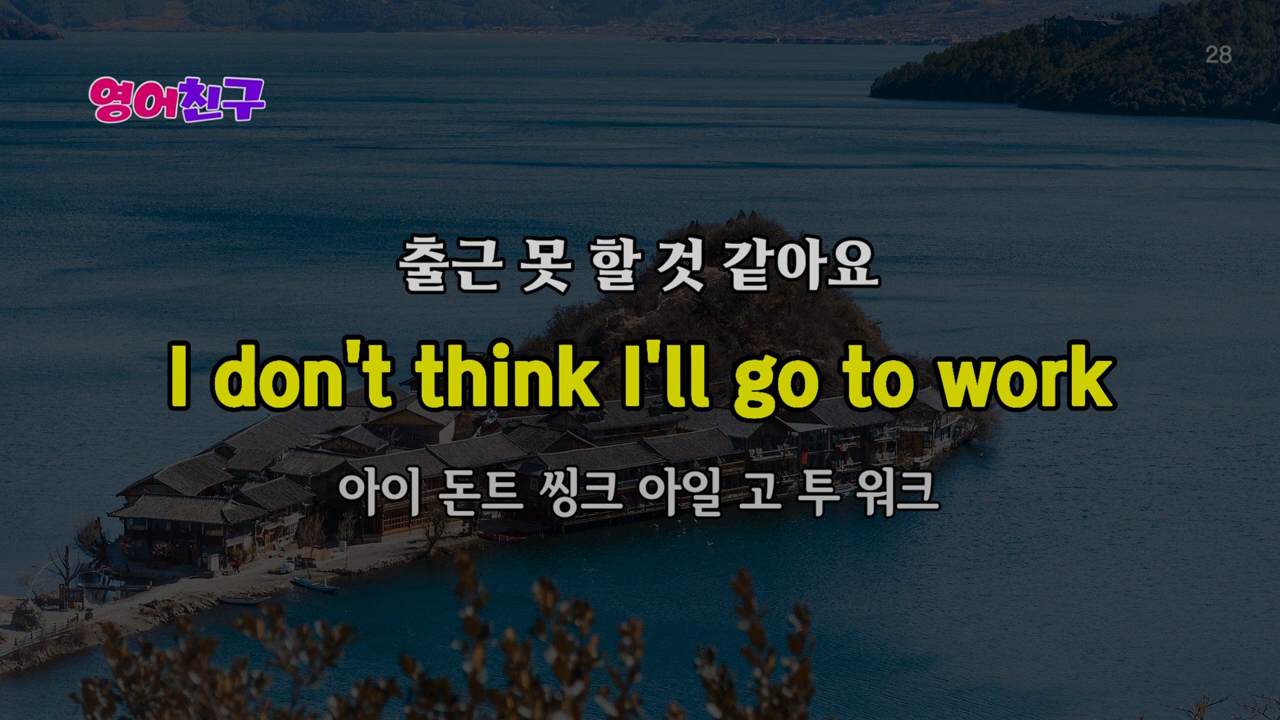 28
영어친구
출근 못 할 것 같아요
I don't think I'll go to work
아이 돈트 씽크 아일 고 투 워크